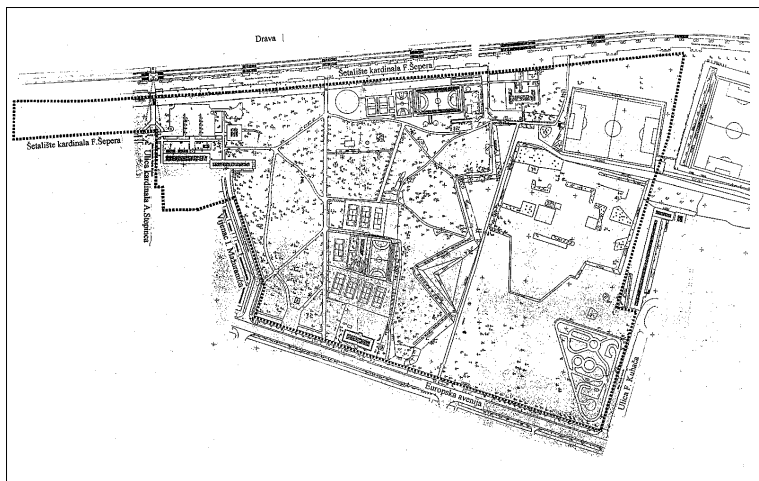 Drava
Šetalište kardinala F.Šepera
Šetalište kardinala F.Šepera
Ulica kardinala A.Stepinca
Europska avenija
Ulica F. Kuhača